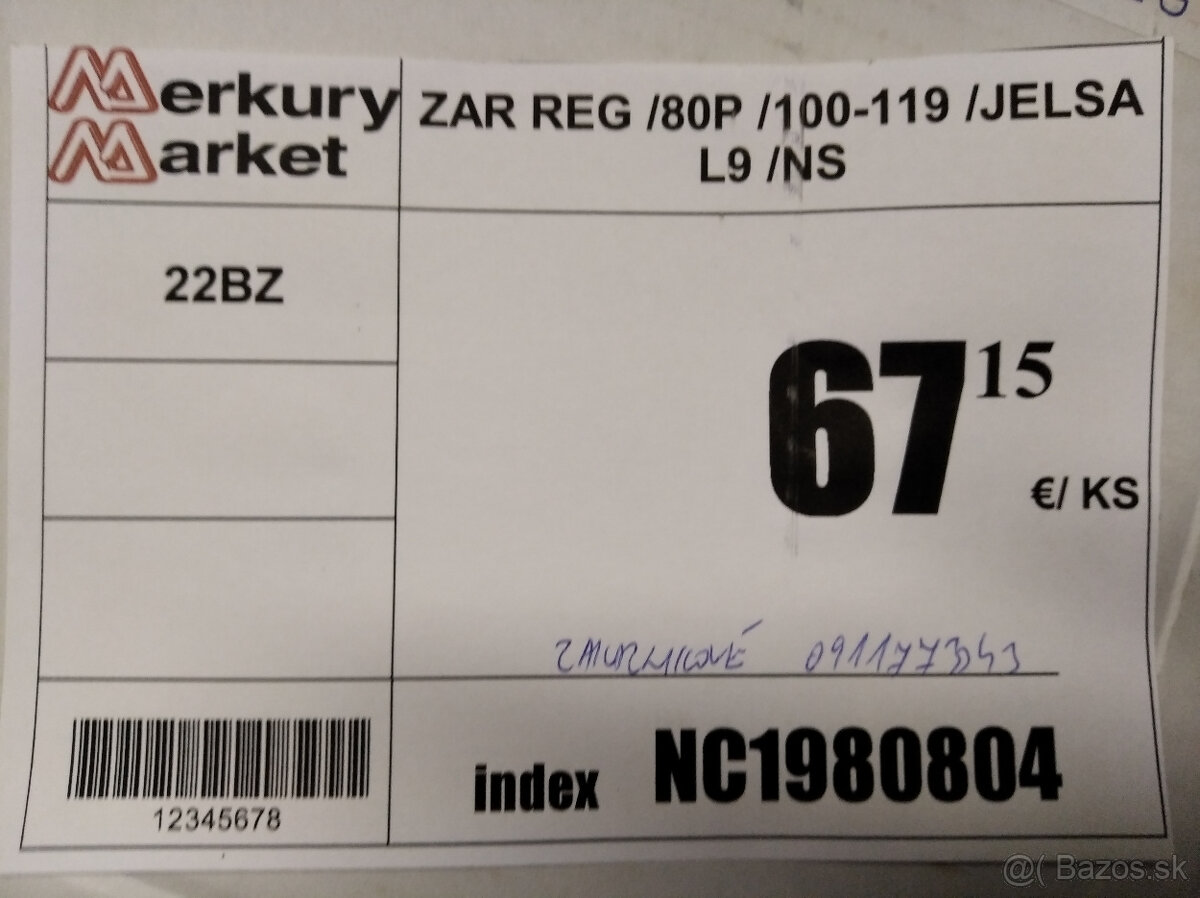 Merkury
Market
ZAR REG /80P /100-119 /JELSA
L9 /NS
22BZ
67 15
€/ KS
12345678
index NC1980804
@( Bazos.sk